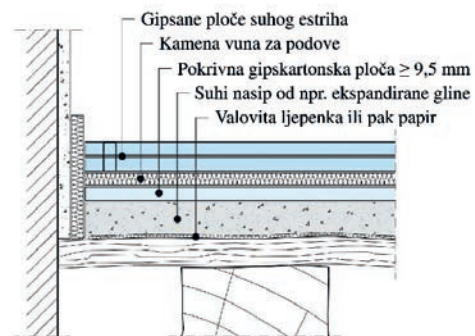 Gipsane ploče suhog estriha
Kamena vuna za podove
Pokrivna gipskartonska ploča ≥ 9,5 mm
Suhi nasip od npr. ekspandirane gline
Valovita ljepenka ili pak papir